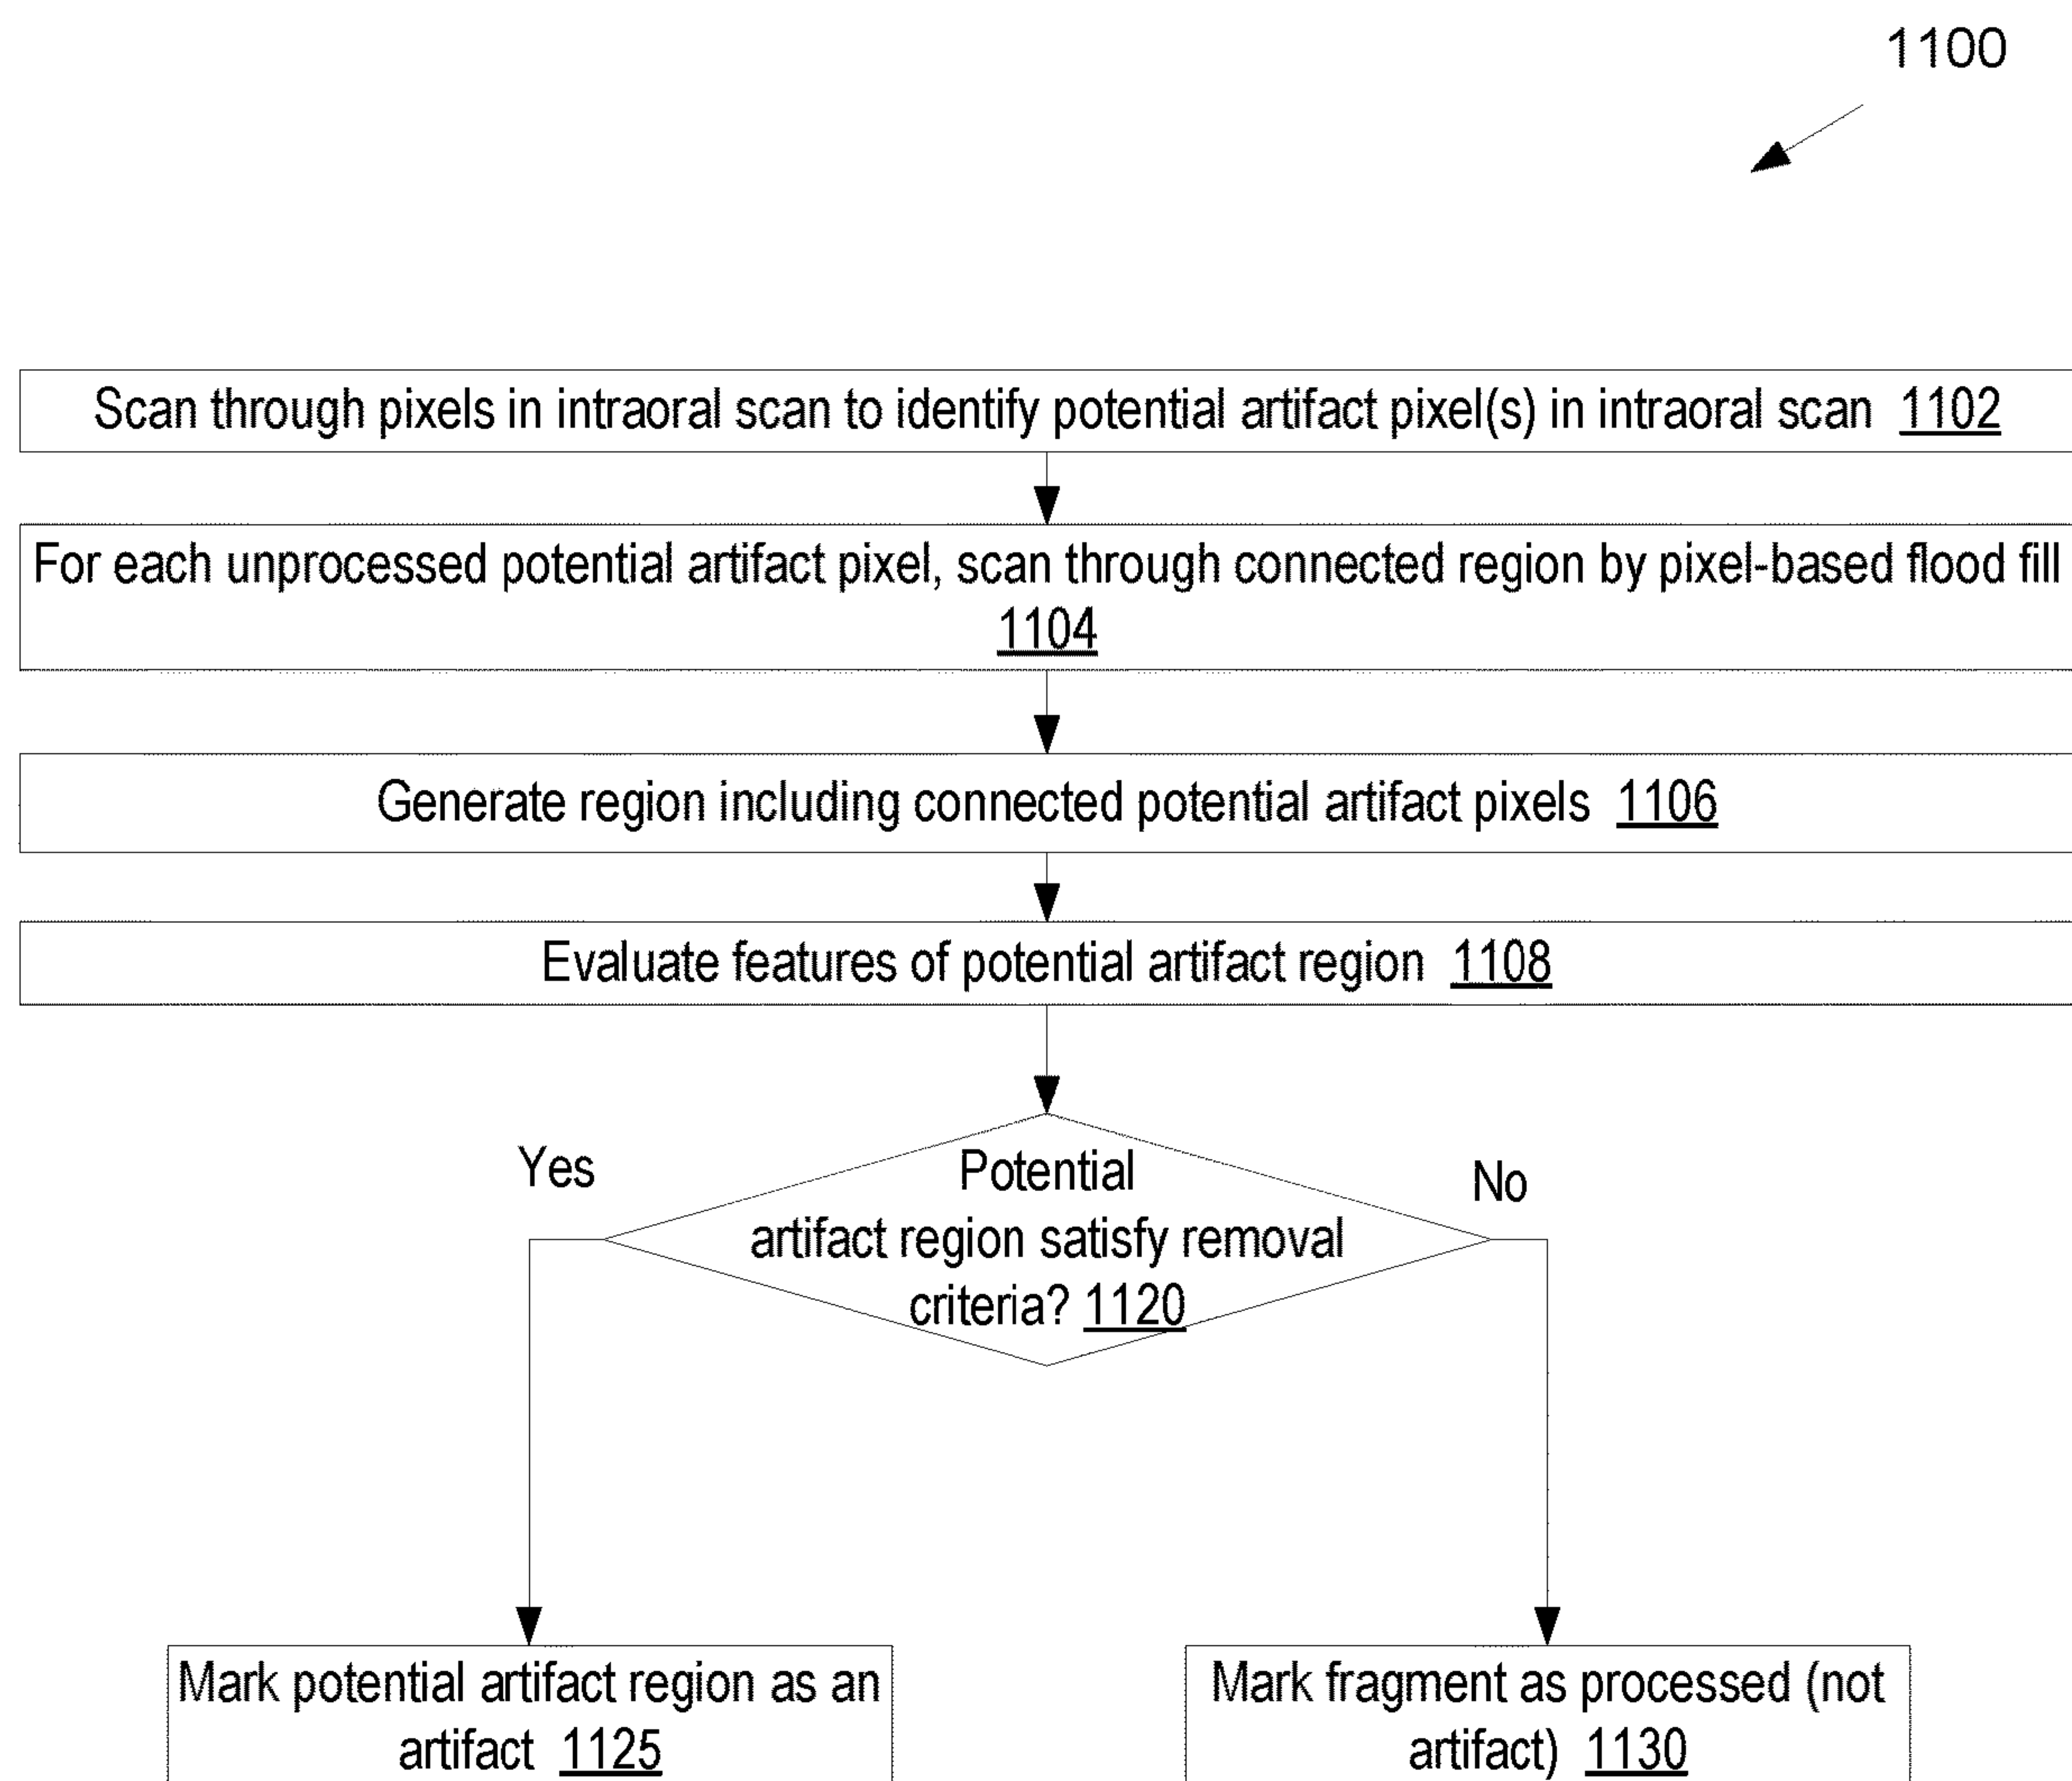 1100
Scan through pixels in intraoral scan to identify potential artifact pixel(s) in intraoral scan 1102
For each unprocessed potential artifact pixel, scan through connected region by pixel-based flood fill
1104
Generate region including connected potential artifact pixels 1106
Evaluate features of potential artifact region 1108
Yes
Potential
artifact region satisfy removal
criteria? 1120
No
Mark potential artifact region as an
artifact 1125
Mark fragment as processed (not
artifact) 1130